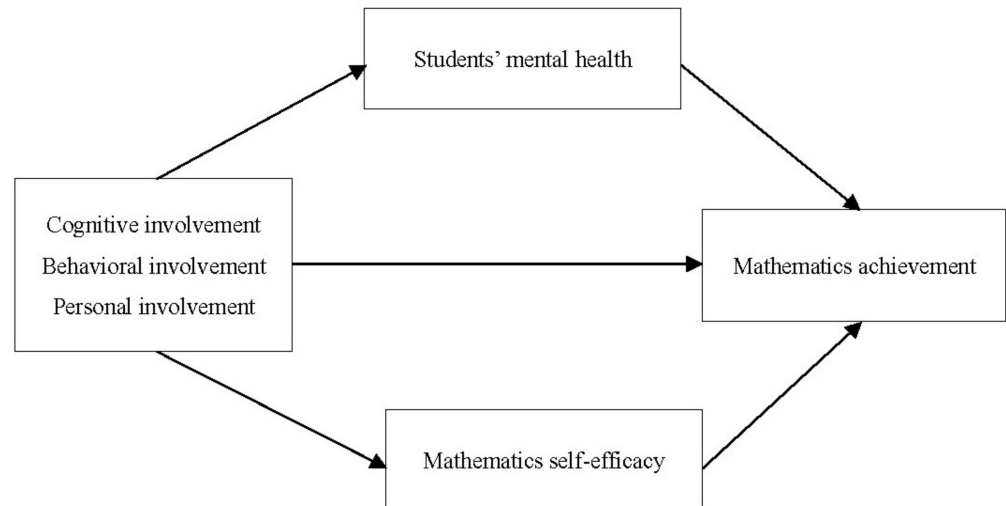 Students’ mental health
Cognitive involvement
Behavioral involvement
Personal involvement
Mathematics achievement
Mathematics self-efficacy